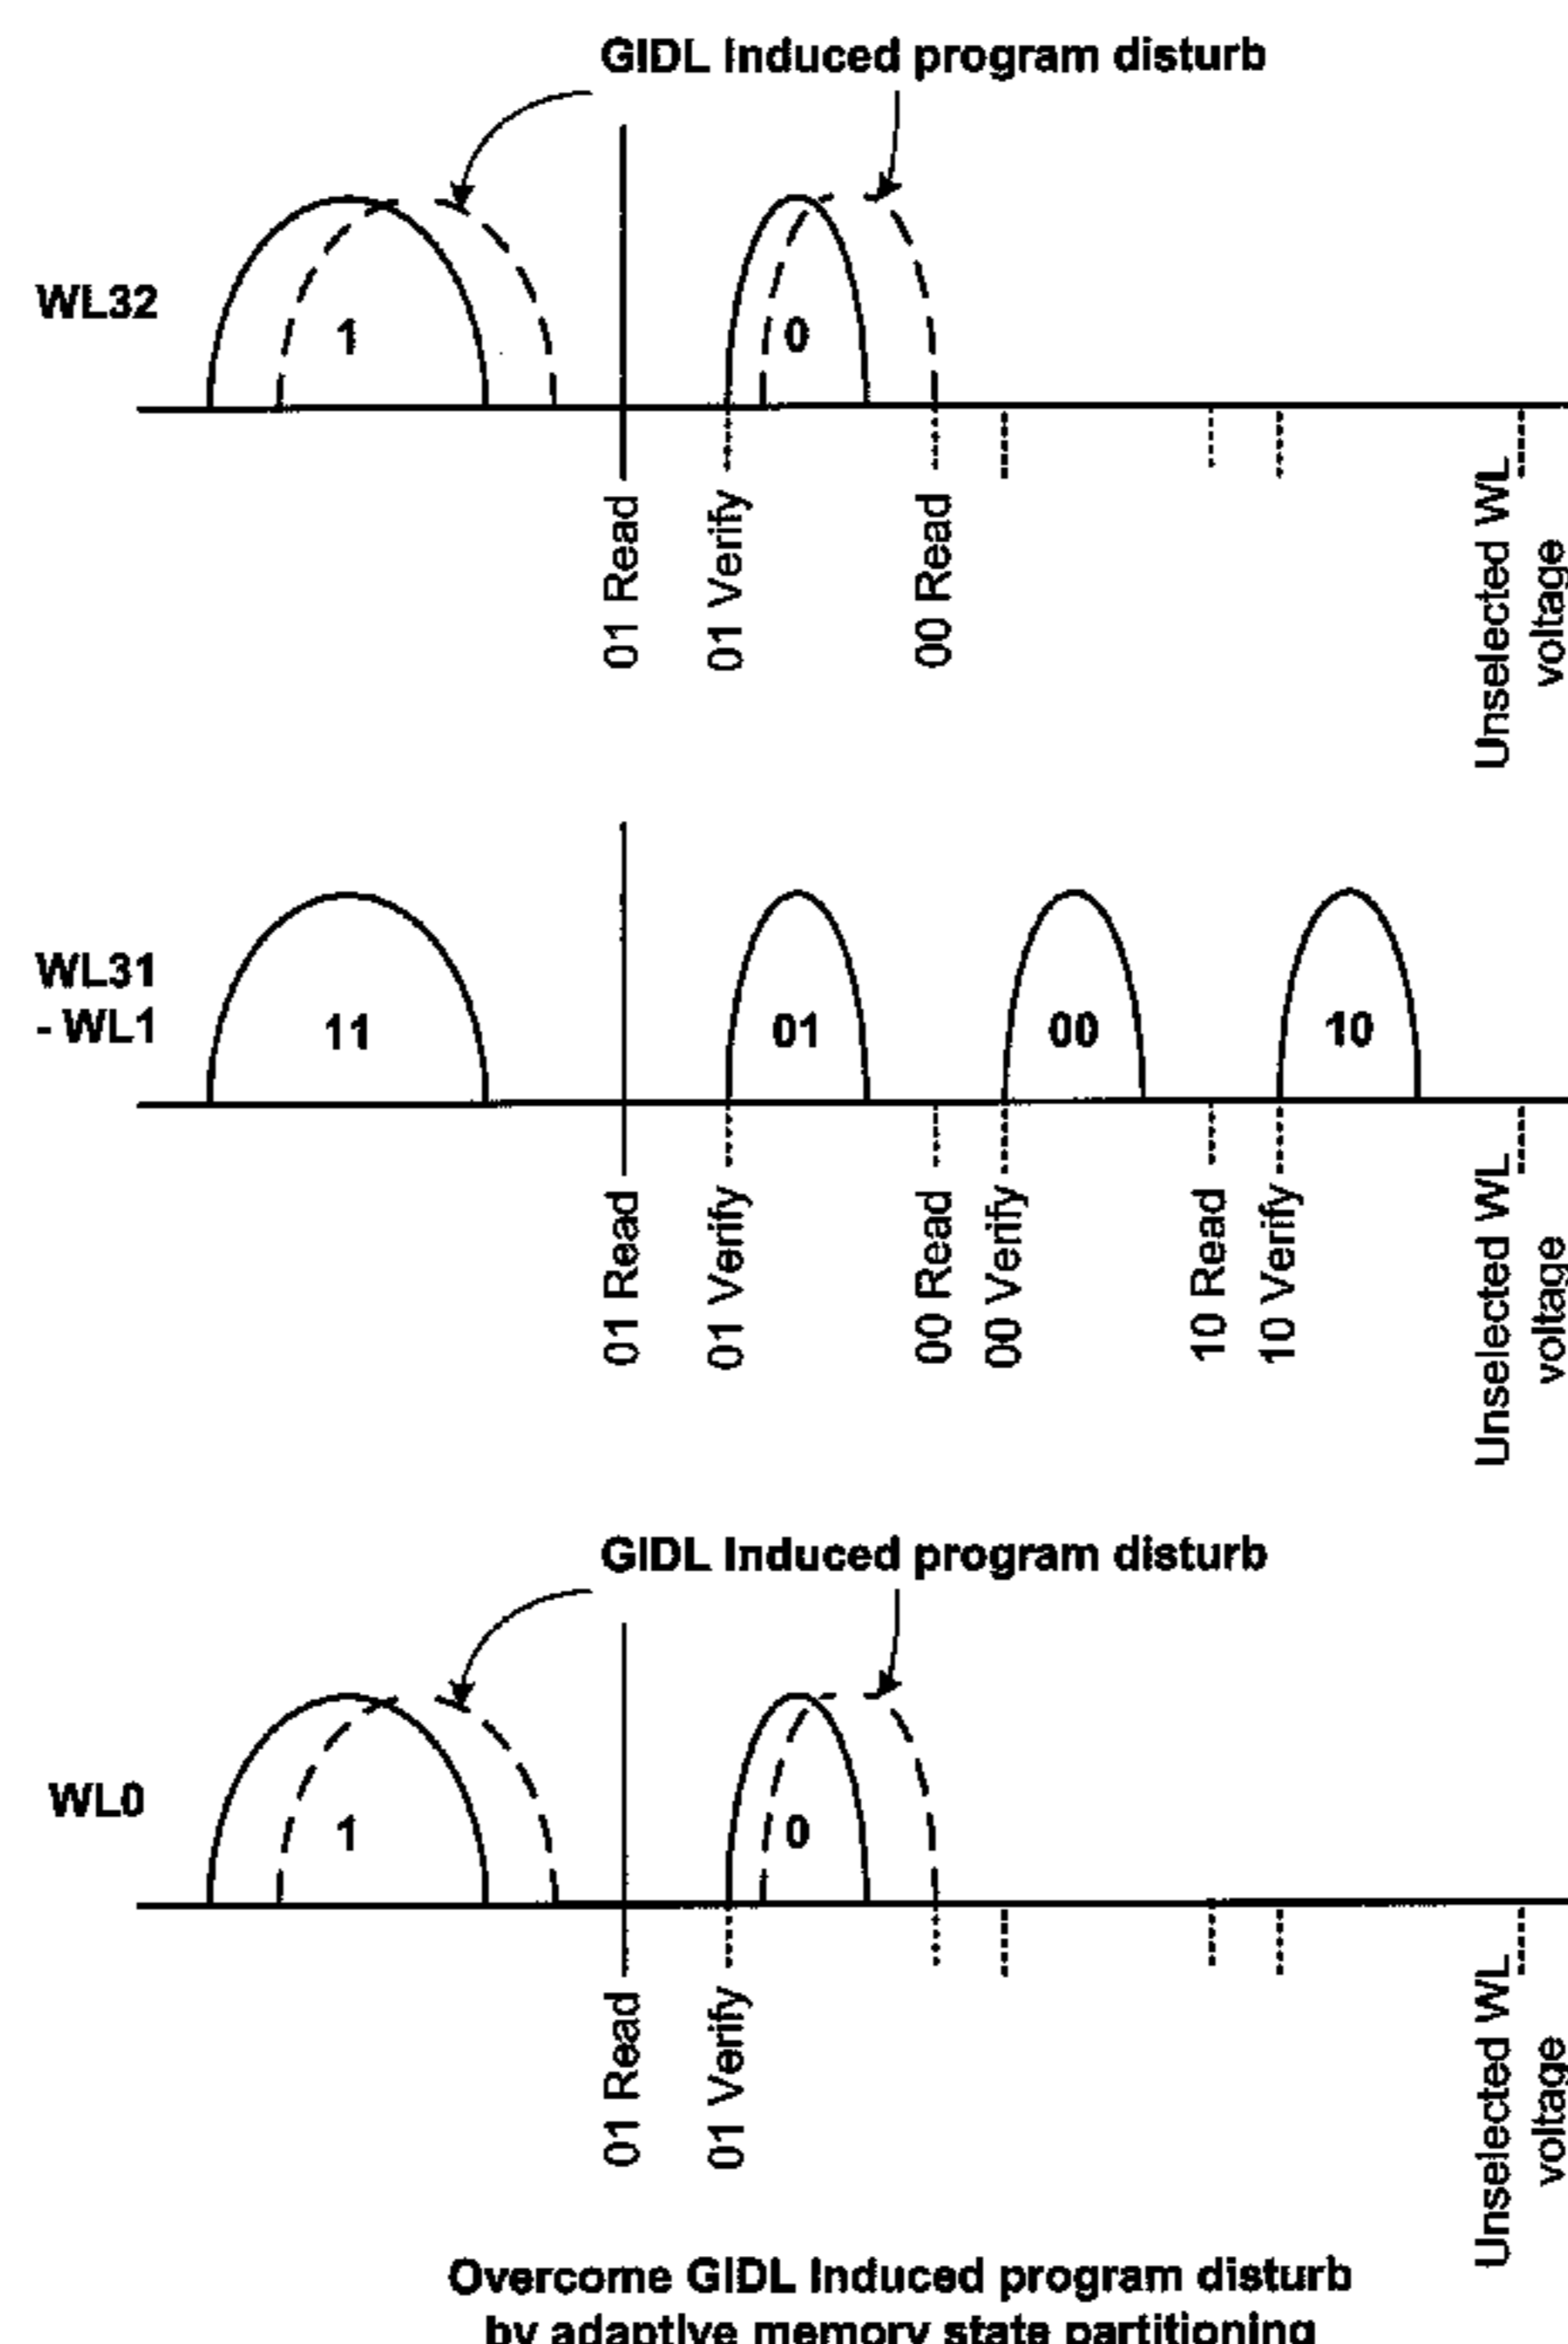 GIDL Induced program disturb
WL32
1
0
01 Read
01 Verify
00 Read
Unselected WL
voltage
WL31
- WL1
11
01
00
10
01 Read
01 Verify
00 Read
00 Verify
10 Read
10 Verify
Unselected WL
voltage
GIDL Induced program disturb
WL0
1
0
01 Read
01 Verify
Unselected WL
voltage
Overcome GIDL Induced program disturb
by adaptive memory state partitioning